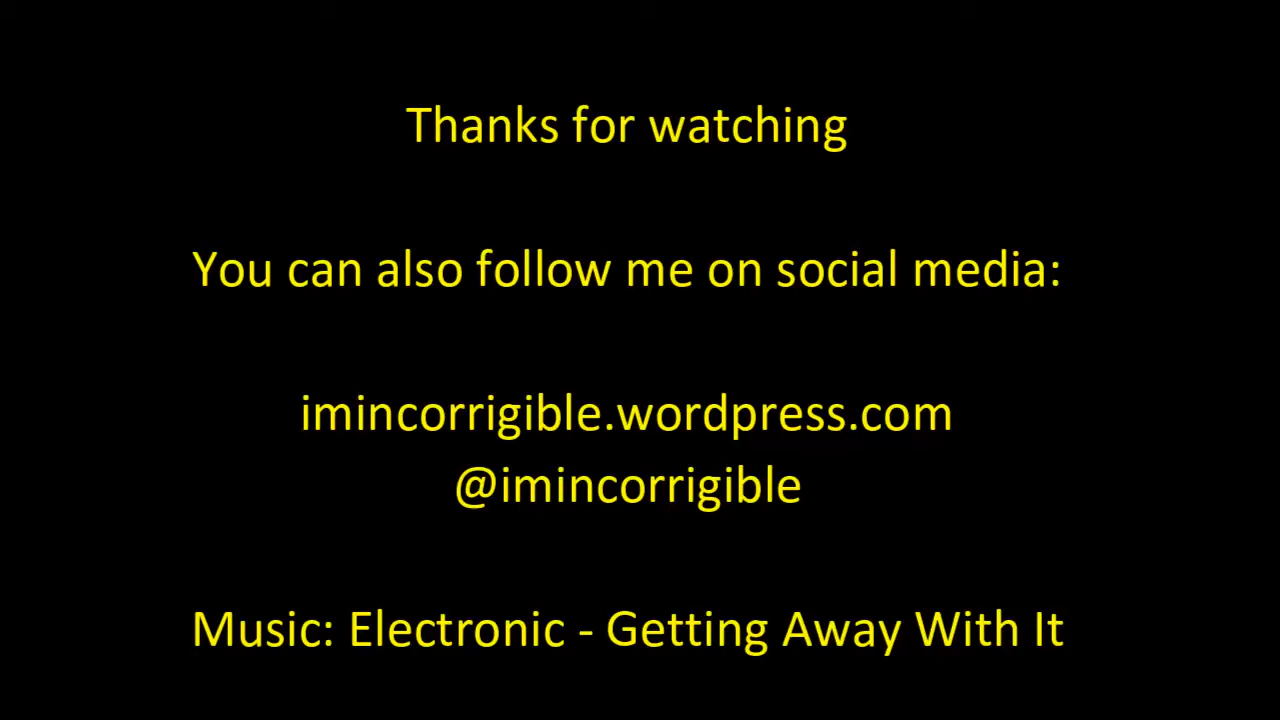 Thanks for watching
You can also follow me on social media:
imincorrigible.wordpress.com
@imincorrigible
Music: Electronic - Getting Away With It